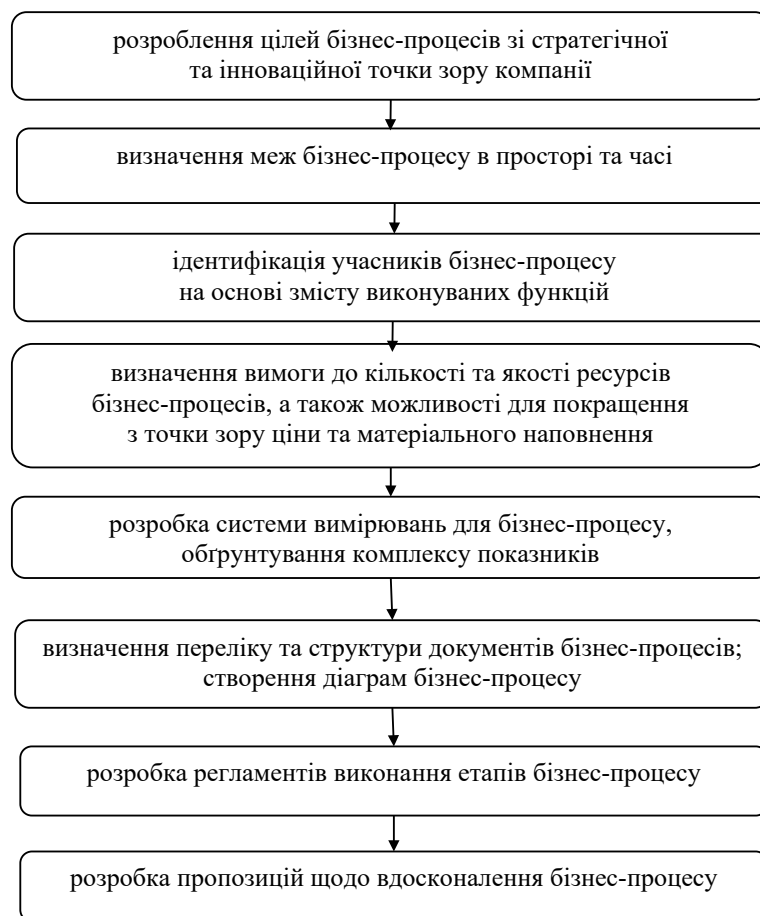 розроблення цілей бізнес-процесів зі стратегічної
та інноваційної точки зору компанії
визначення меж бізнес-процесу в просторі та часі
ідентифікація учасників бізнес-процесу
на основі змісту виконуваних функцій
визначення вимоги до кількості та якості ресурсів
бізнес-процесів, а також можливості для покращення
з точки зору ціни та матеріального наповнення
розробка системи вимірювань для бізнес-процесу,
обґрунтування комплексу показників
визначення переліку та структури документів бізнес-процесів;
створення діаграм бізнес-процесу
розробка регламентів виконання етапів бізнес-процесу
розробка пропозицій щодо вдосконалення бізнес-процесу